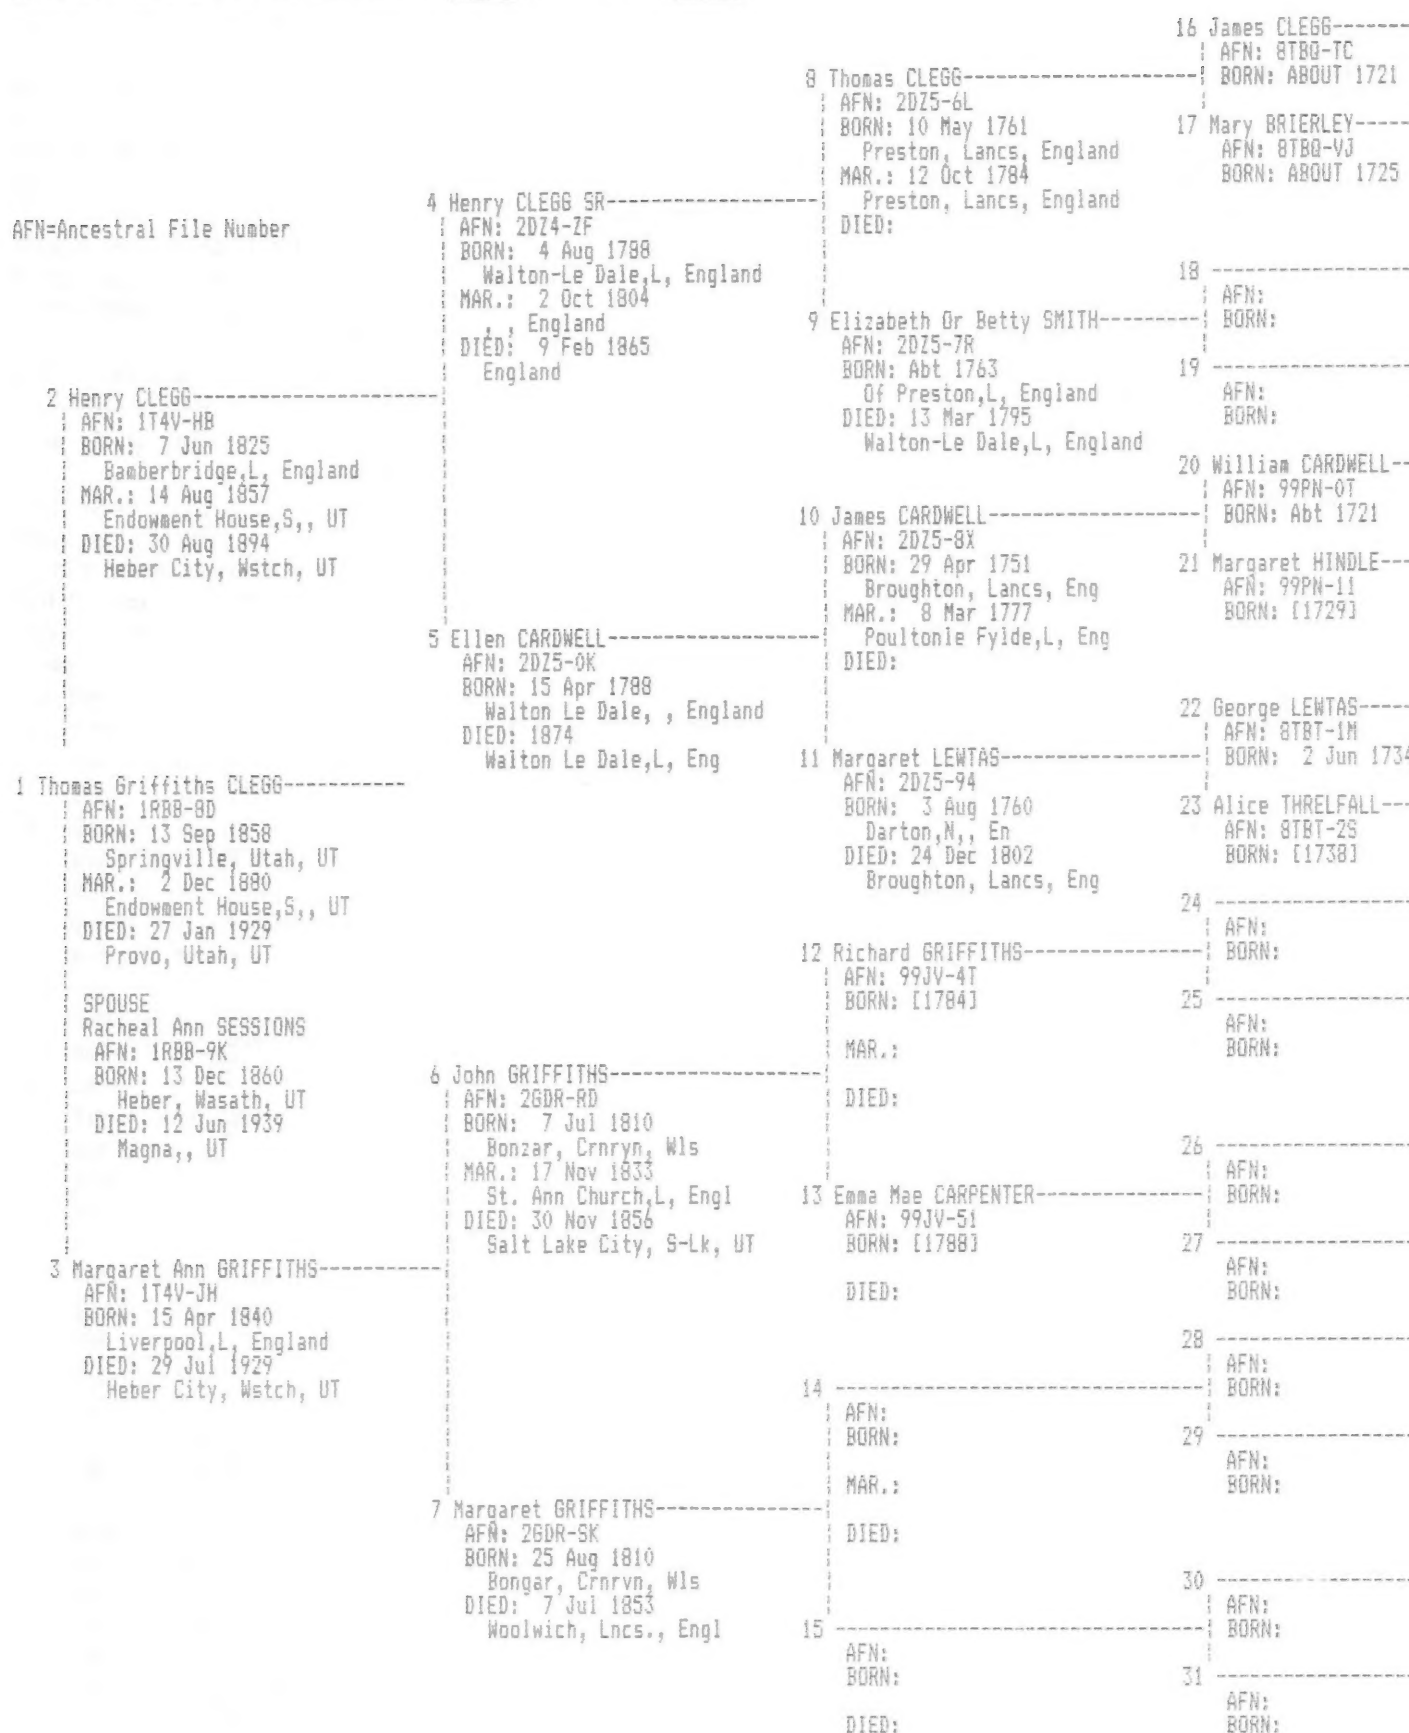 AFN=Ancestral File Number
1 Thomas Griffiths CLEGG-----------
AFN: 1RBB-8D
BORN: 13 Sep 1858
Springville, Utah, UT
MAR.: 2 Dec 1880
Endowment House,S,, UT
DIED: 27 Jan 1929
Provo, Utah, UT
SPOUSE
Racheal Ann SESSIONS
AFN: 1RBB-9K
BORN: 13 Dec 1860
Heber, Wasath, UT
DIED: 12 Jun 1939
Magna,, UT
2 Henry CLEGG----------------------
AFN: 1T4V-HB
BORN: 7 Jun 1825
Bamberbridge,L, England
MAR.: 14 Aug 1857
Endowment House,S,, UT
DIED: 30 Aug 1894
Heber City, Wstch, UT
3 Margaret Ann GRIFFITHS-----------
AFN: 1T4V-JH
BORN: 15 Apr 1840
Liverpool,L, England
DIED: 29 Jul 1929
Heber City, Wstch, UT
4 Henry CLEGG SR-------------------
AFN: 2DZ4-ZF
BORN: 4 Aug 1788
Walton-Le Dale,L, England
MAR.: 2 Oct 1804
, , England
DIED: 9 Feb 1865
England
5 Ellen CARDWELL-------------------
AFN: 2DZ5-0K
BORN: 15 Apr 1788
Walton Le Dale, , England
DIED: 1874
Walton Le Dale,L, Eng
6 John GRIFFITHS-------------------
AFN: 2GDR-RD
BORN: 7 Jul 1810
Bonzar, Crnryn, Wls
MAR.: 17 Nov 1833
St. Ann Church,L, Engl
DIED: 30 Nov 1856
Salt Lake City, S-Lk, UT
7 Margaret GRIFFITHS---------------
AFN: 2GDR-SK
BORN: 25 Aug 1810
Bongar, Crnrvn, Wls
DIED: 7 Jul 1853
Woolwich, Lncs., Engl
8 Thomas CLEGG---------------------
AFN: 2DZ5-6L
BORN: 10 May 1761
Preston, Lancs, England
MAR.: 12 Oct 1784
Preston, Lancs, England
DIED:
9 Elizabeth Or Betty SMITH---------
AFN: 2DZ5-7R
BORN: Abt 1763
Of Preston,L, England
DIED: 13 Mar 1795
Walton-Le Dale,L, England
10 James CARDWELL-------------------
AFN: 2DZ5-8X
BORN: 29 Apr 1751
Broughton, Lancs, Eng
MAR.: 8 Mar 1777
Poultonle Fylde,L, Eng
DIED:
11 Margaret LEWTAS------------------
AFN: 2DZ5-94
BORN: 3 Aug 1760
Darton,N,, En
DIED: 24 Dec 1802
Broughton, Lancs, Eng
12 Richard GRIFFITHS----------------
AFN: 99JV-4T
BORN: [1784]
MAR.:
DIED:
13 Emma Mae CARPENTER---------------
AFN: 99JV-51
BORN: [1788]
DIED:
14 ---------------------------------
AFN:
BORN:
MAR.:
DIED:
15 ---------------------------------
AFN:
BORN:
DIED:
16 James CLEGG-------
AFN: 8TBQ-TC
BORN: ABOUT 1721
17 Mary BRIERLEY-----
AFN: 8TBQ-VJ
BORN: ABOUT 1725
18 ------------------
AFN:
BORN:
19 ------------------
AFN:
BORN:
20 William CARDWELL--
AFN: 99PN-0T
BORN: Abt 1721
21 Margaret HINDLE---
AFN: 99PN-11
BORN: [1729]
22 George LEWTAS-----
AFN: 8TBT-1M
BORN: 2 Jun 1734
23 Alice THRELFALL---
AFN: 8TBT-2S
BORN: [1738]
24 ------------------
AFN:
BORN:
25 ------------------
AFN:
BORN:
26 ------------------
AFN:
BORN:
27 ------------------
AFN:
BORN:
28 ------------------
AFN:
BORN:
29 ------------------
AFN:
BORN:
30 ------------------
AFN:
BORN:
31 ------------------
AFN:
BORN: